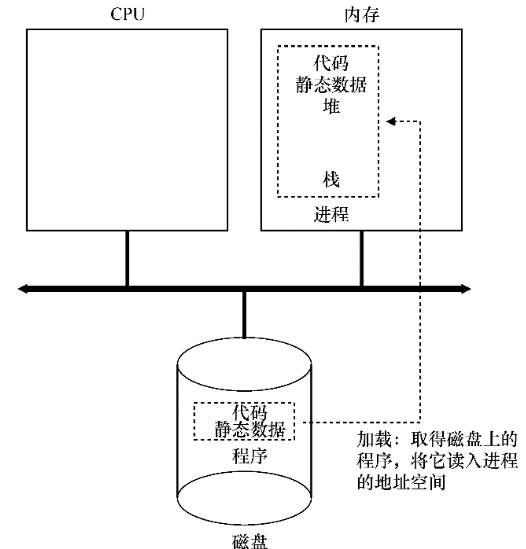 CPU
内存
代码
静态数据
堆
栈
进程
代码
静态数据
程序
磁盘
加载：取得磁盘上的
程序，将它读入进程
的地址空间